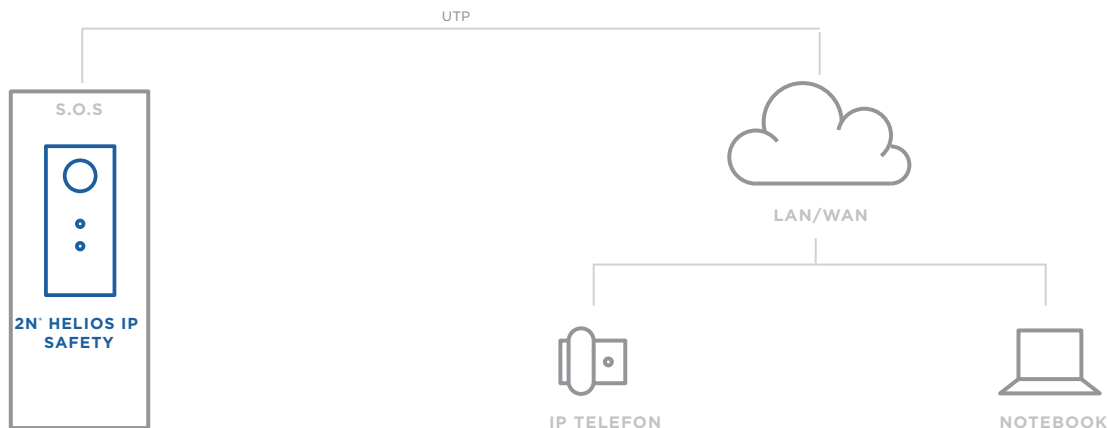 UTP
S.O.S
LAN/WAN
2N® HELIOS IP
SAFETY
IP TELEFON
NOTEBOOK